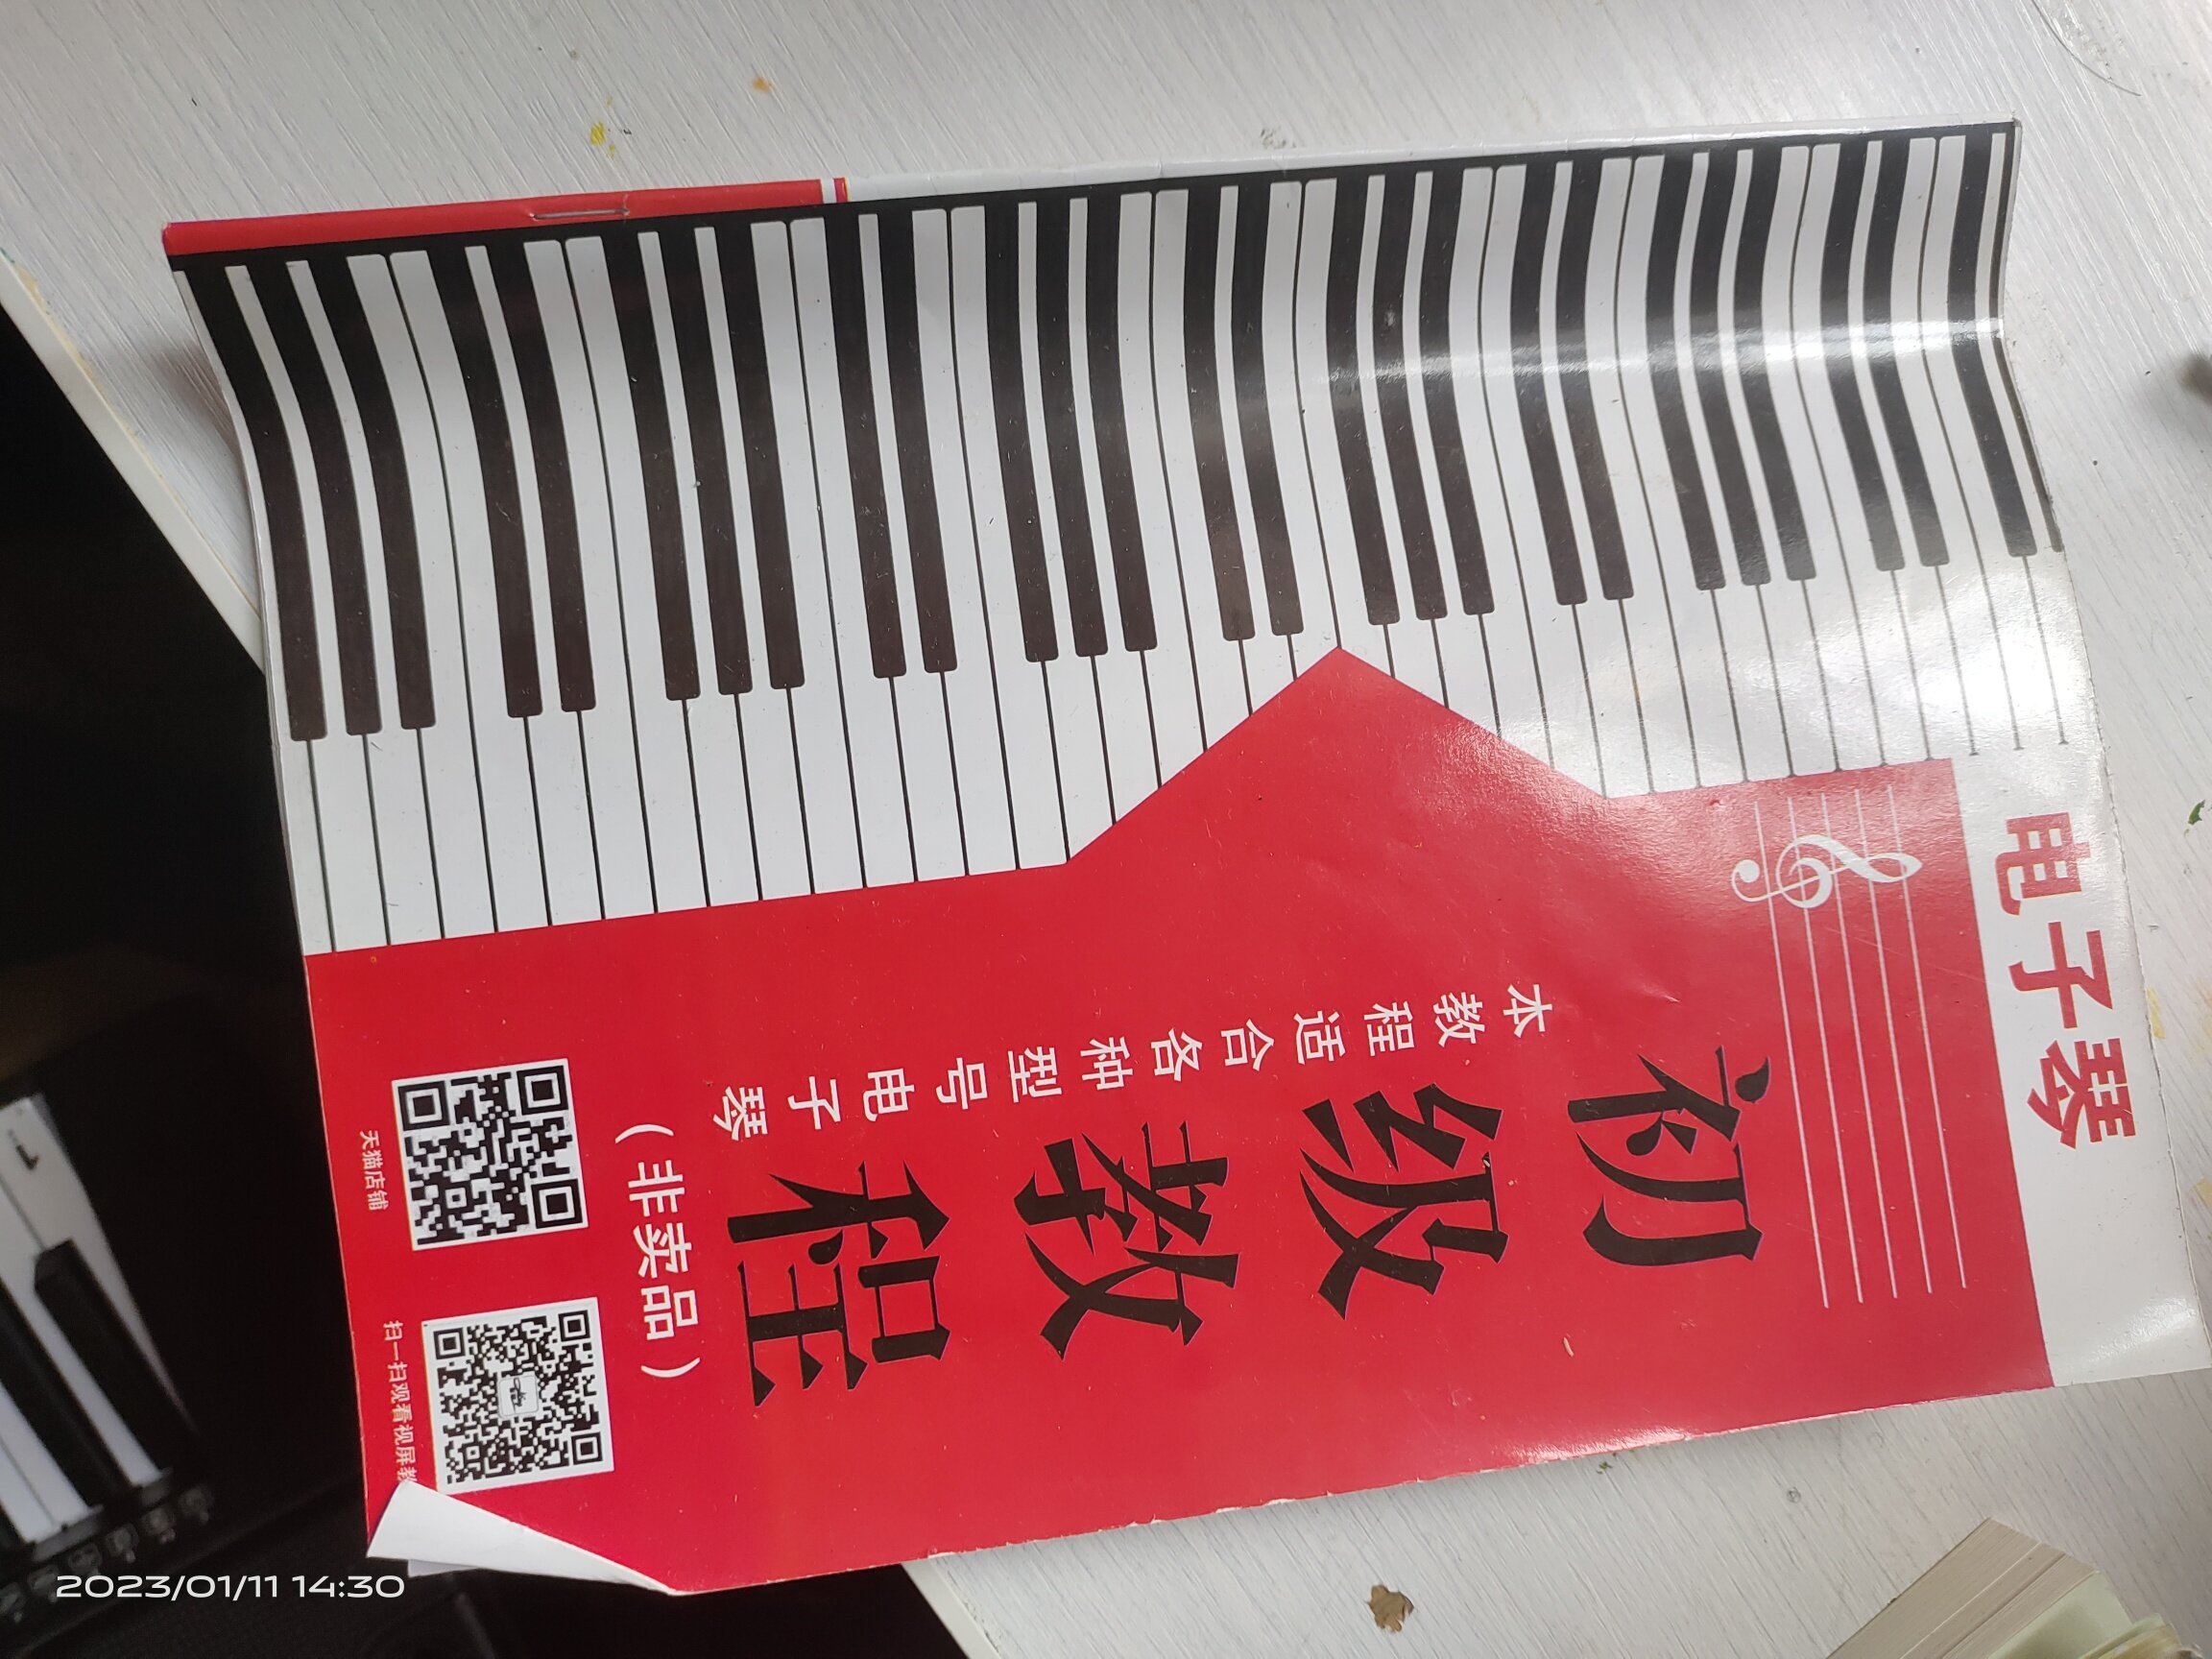 电子琴
初级教程
本教程适合各种型号电子琴
（非卖品）
天猫店铺
扫一扫观看视屏教
2023/01/11 14:30